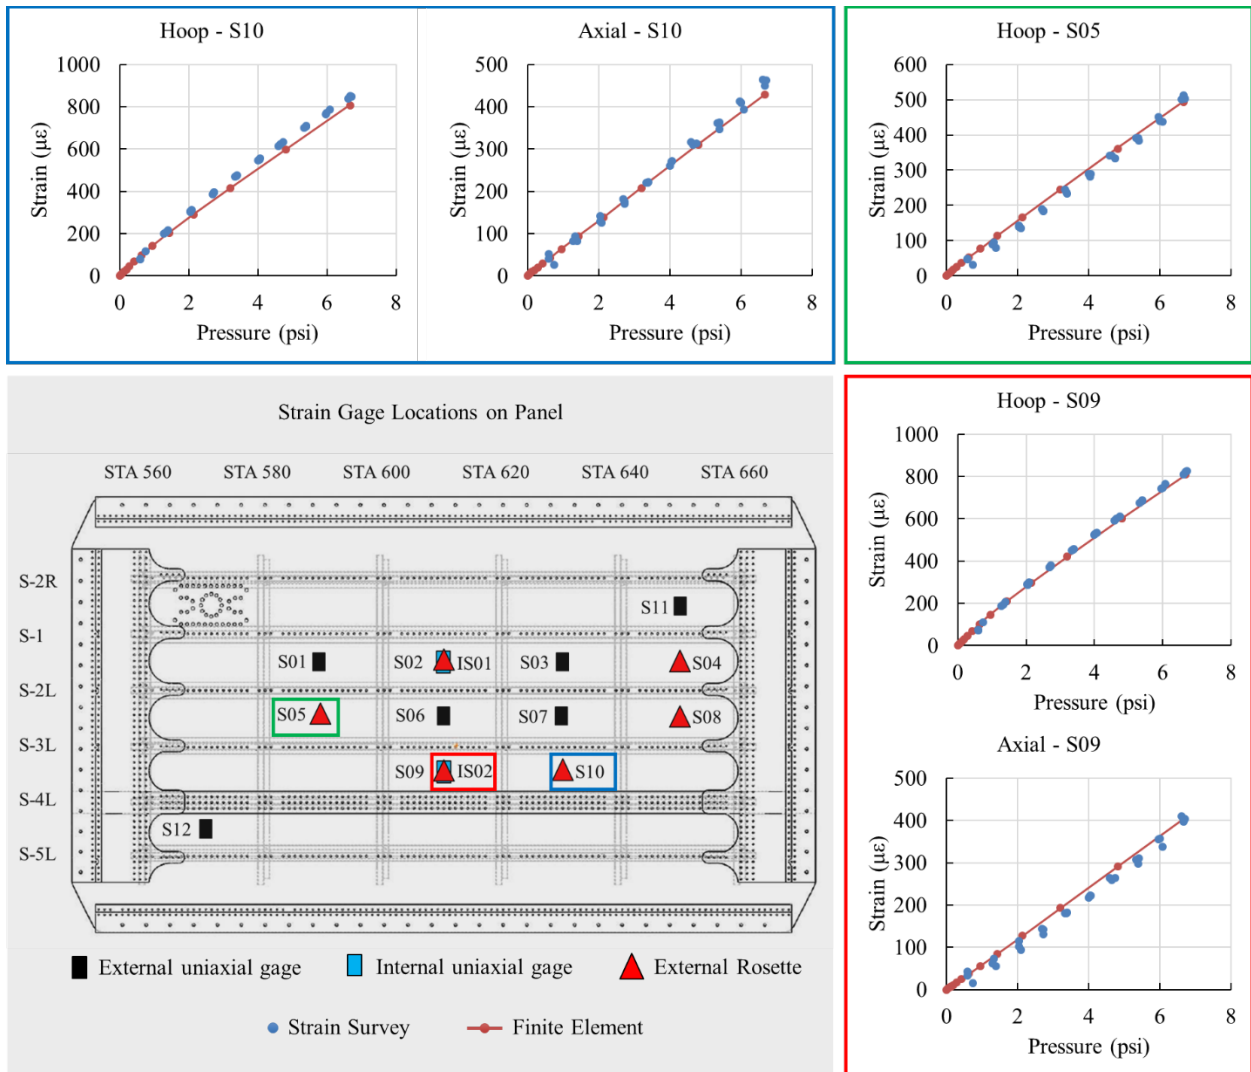 Hoop - S10
1000
800
600
400
200
0
Strain (με)
0 2 4 6 8
Pressure (psi)
Axial - S10
500
400
300
200
100
0
Strain (με)
0 2 4 6 8
Pressure (psi)
Hoop - S05
600
500
400
300
200
100
0
Strain (με)
0 2 4 6 8
Pressure (psi)
Strain Gage Locations on Panel
STA 560 STA 580 STA 600 STA 620 STA 640 STA 660
S-2R
S11
S-1
S01 S02 IS01 S03 S04
S-2L
S05 S06 S07 S08
S-3L
S09 IS02 S10
S-4L
S12
S-5L
External uniaxial gage Internal uniaxial gage External Rosette
Strain Survey Finite Element
Hoop - S09
1000
800
600
400
200
0
Strain (με)
0 2 4 6 8
Pressure (psi)
Axial - S09
500
400
300
200
100
0
Strain (με)
0 2 4 6 8
Pressure (psi)